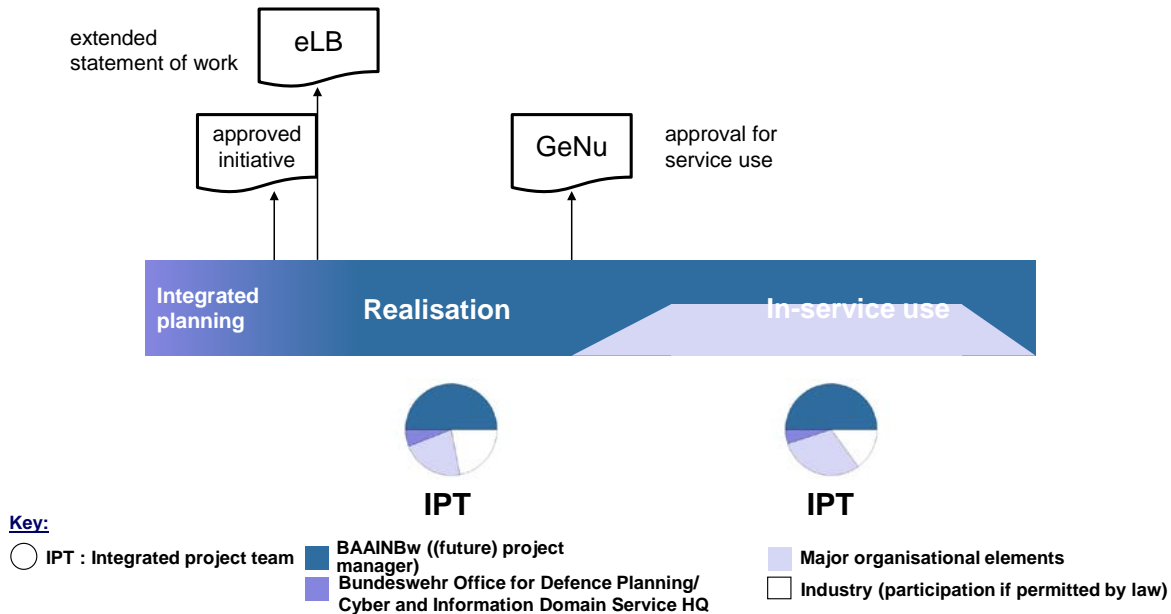 extended
statement of work
eLB
approved
initiative
GeNu
approval for
service use
Integrated
planning
Realisation
In-service use
IPT
IPT
Key:
IPT : Integrated project team
BAAINBw ((future) project
manager)
Bundeswehr Office for Defence Planning/
Cyber and Information Domain Service HQ
Major organisational elements
Industry (participation if permitted by law)